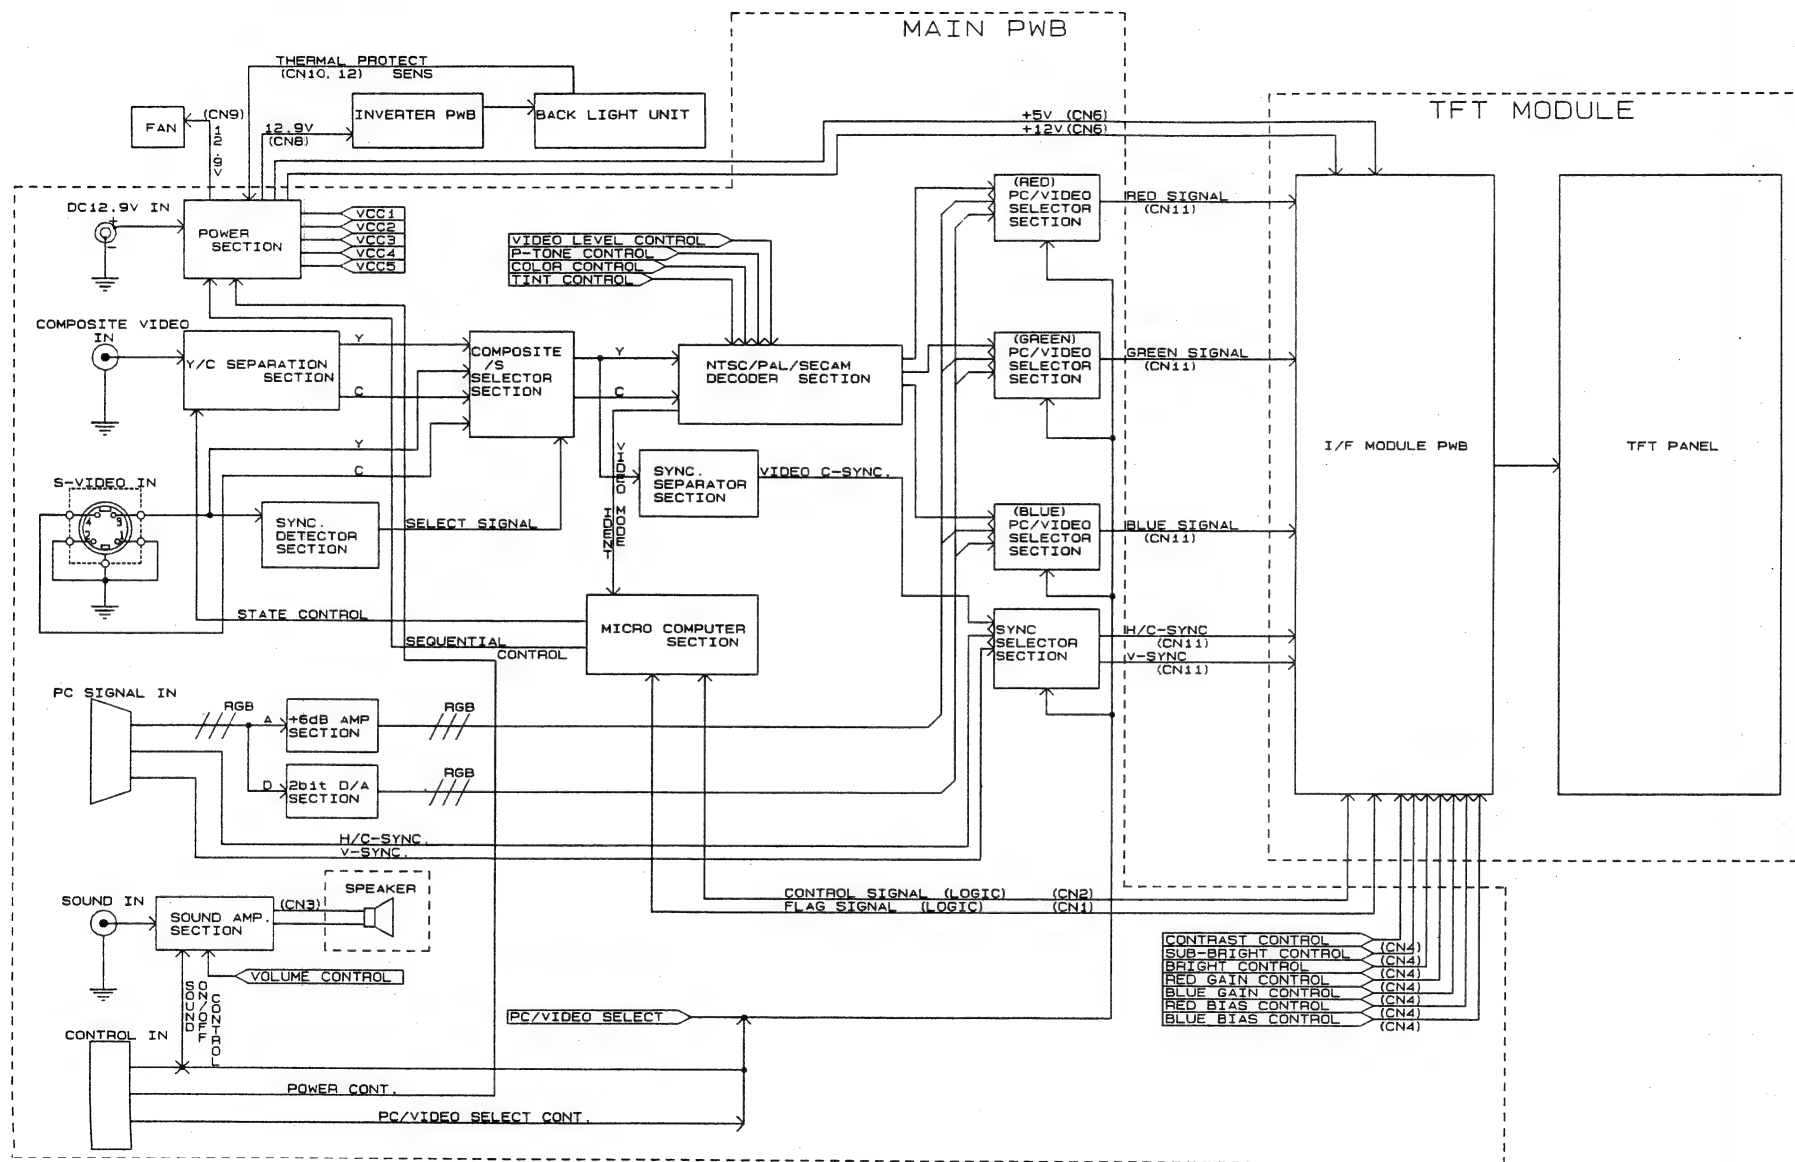 MAIN PWB
THERMAL PROTECT
(CN10, 12) SENS
TFT MODULE
FAN
(CN9)
12.9V
INVERTER PWB
BACK LIGHT UNIT
12.9V
(CN8)
+5V (CN6)
+12V (CN6)
DC12.9V IN
+
-
POWER
SECTION
VCC1
VCC2
VCC3
VCC4
VCC5
VIDEO LEVEL CONTROL
P-TONE CONTROL
COLOR CONTROL
TINT CONTROL
(RED)
PC/VIDEO
SELECTOR
SECTION
RED SIGNAL
(CN11)
COMPOSITE VIDEO
IN
Y/C SEPARATION
SECTION
Y
C
COMPOSITE
/S
SELECTOR
SECTION
Y
C
NTSC/PAL/SECAM
DECODER SECTION
(GREEN)
PC/VIDEO
SELECTOR
SECTION
GREEN SIGNAL
(CN11)
I/F MODULE PWB
TFT PANEL
Y
C
S-VIDEO IN
4
3
2
1
SYNC.
DETECTOR
SECTION
SELECT SIGNAL
VIDEO MODE
IDENT
SYNC.
SEPARATOR
SECTION
VIDEO C-SYNC.
(BLUE)
PC/VIDEO
SELECTOR
SECTION
BLUE SIGNAL
(CN11)
STATE CONTROL
SEQUENTIAL
CONTROL
MICRO COMPUTER
SECTION
SYNC
SELECTOR
SECTION
H/C-SYNC
(CN11)
V-SYNC
(CN11)
PC SIGNAL IN
RGB
A
+6dB AMP
SECTION
RGB
D
2bit D/A
SECTION
RGB
H/C-SYNC.
V-SYNC.
SOUND IN
SOUND AMP.
SECTION
(CN3)
SPEAKER
CONTROL SIGNAL (LOGIC) (CN2)
FLAG SIGNAL (LOGIC) (CN1)
VOLUME CONTROL
SOUND
ON/OFF
CONTROL
CONTRAST CONTROL
(CN4)
SUB-BRIGHT CONTROL
(CN4)
BRIGHT CONTROL
(CN4)
RED GAIN CONTROL
(CN4)
BLUE GAIN CONTROL
(CN4)
RED BIAS CONTROL
(CN4)
BLUE BIAS CONTROL
(CN4)
PC/VIDEO SELECT
CONTROL IN
POWER CONT.
PC/VIDEO SELECT CONT.